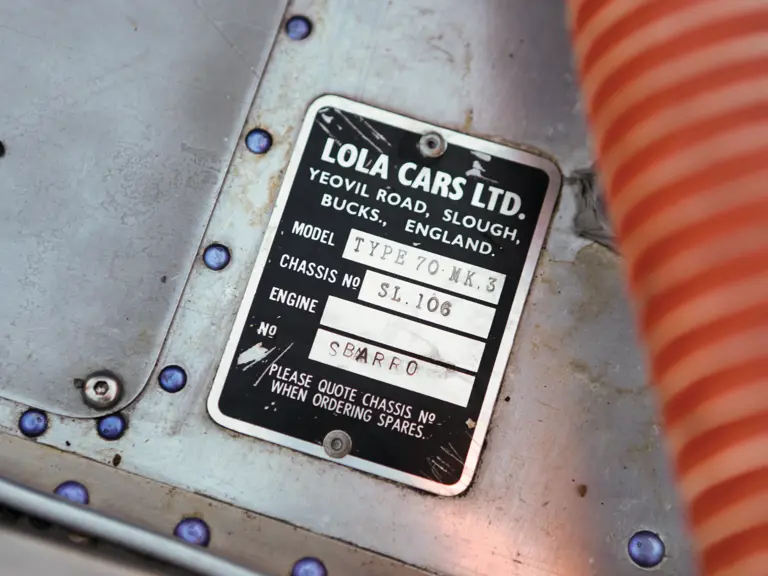 LOLA CARS LTD.
YEOVIL ROAD, SLOUGH,
BUCKS., ENGLAND.
MODEL TYPE 70 MK.3
CHASSIS Nº SL.106
ENGINE
Nº SBARRO
PLEASE QUOTE CHASSIS Nº
WHEN ORDERING SPARES.